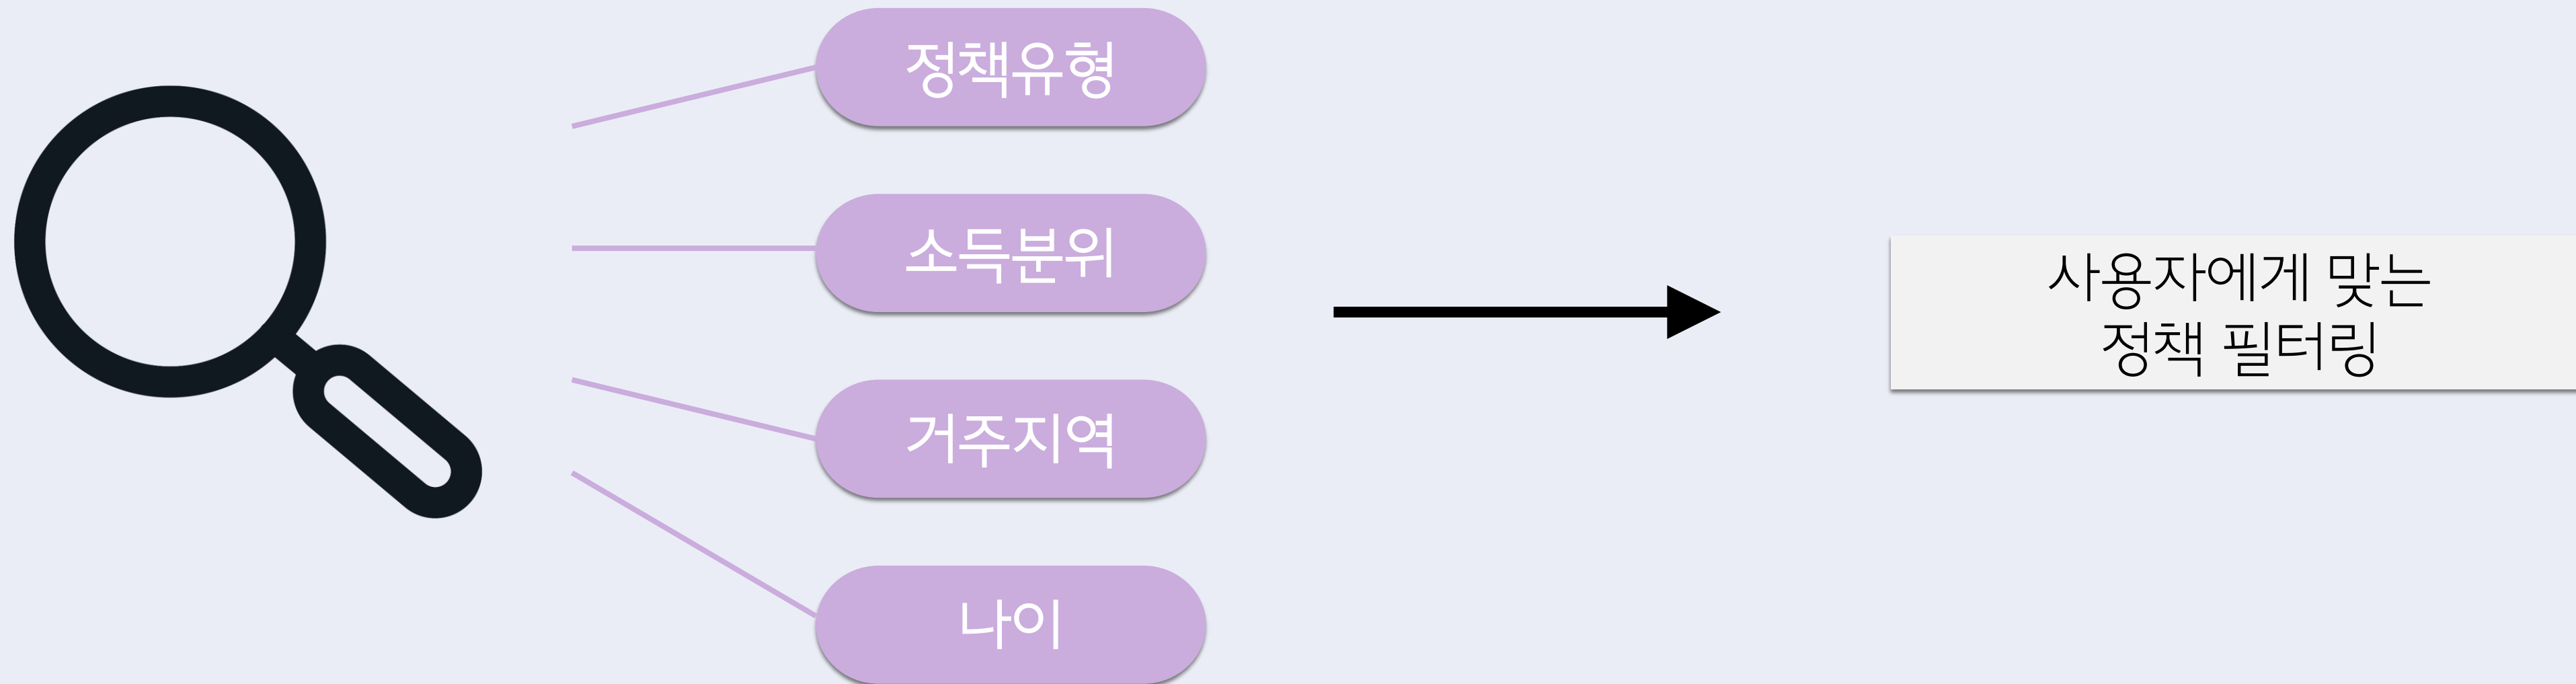 정책유형
소득분위
거주지역
나이
사용자에게 맞는
정책 필터링